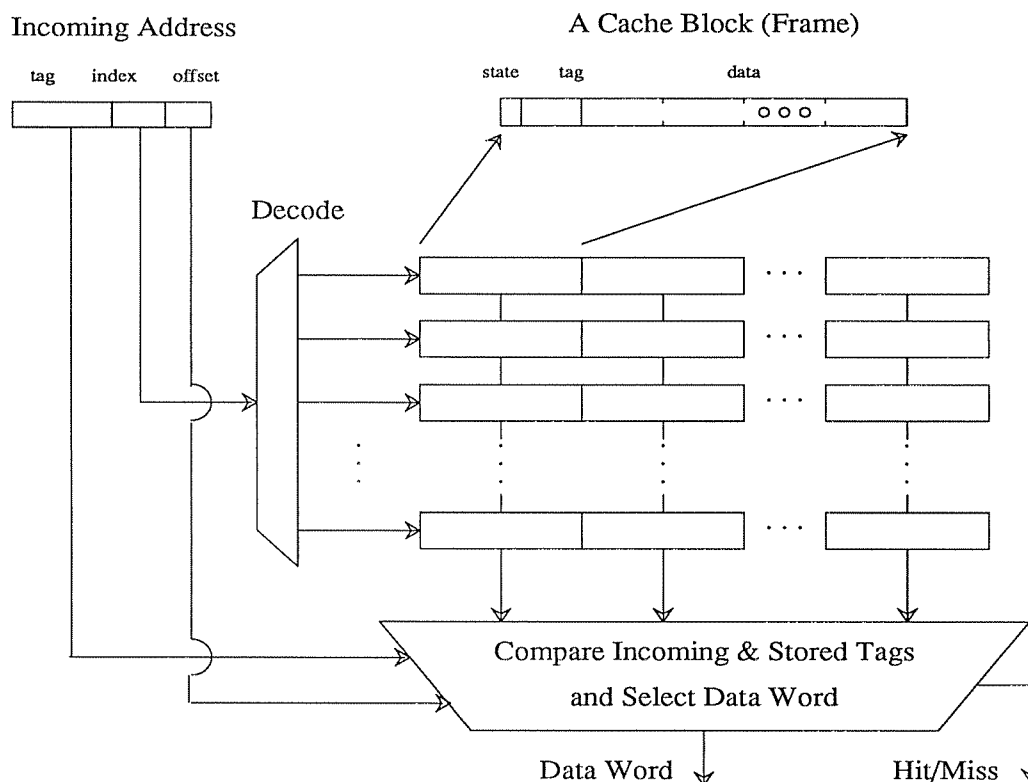 Incoming Address
A Cache Block (Frame)
tag index offset
state tag data
Decode
Compare Incoming & Stored Tags
and Select Data Word
Data Word
Hit/Miss